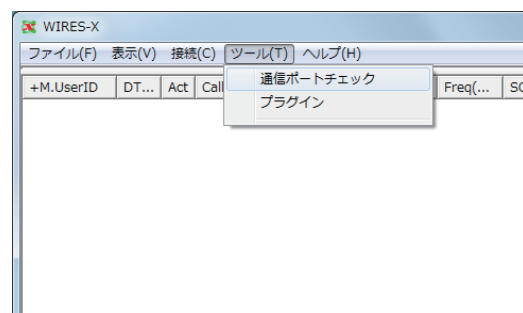 WIRES-X
ファイル(F) 表示(V) 接続(C) ツール(T) ヘルプ(H)
通信ポートチェック
プラグイン
+M.UserID DT... Act Call Freq(... SC